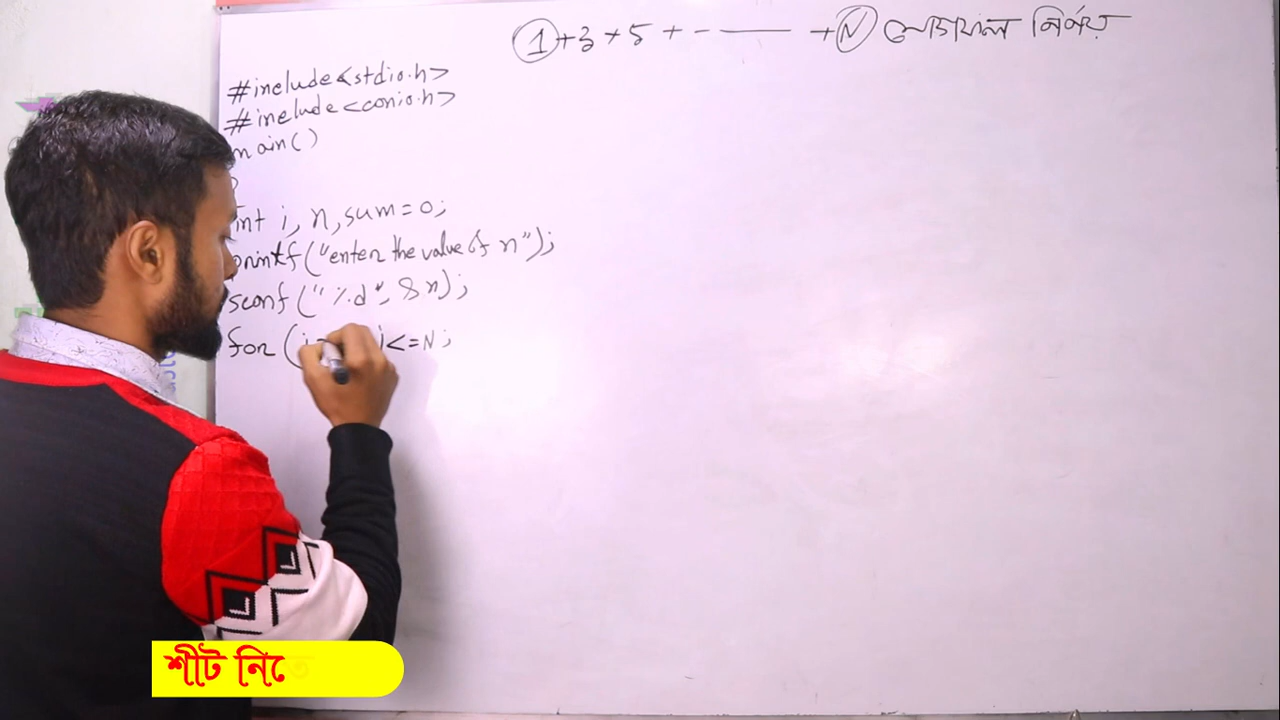 1+3+5+-——+N যোগফল নির্ণয়
#include<stdio.h>
#include<conio.h>
main()
int i, n, sum=0;
printf("enter the value of n");
scanf("%d", &n);
for (i= i<=N;
শীট নিতে